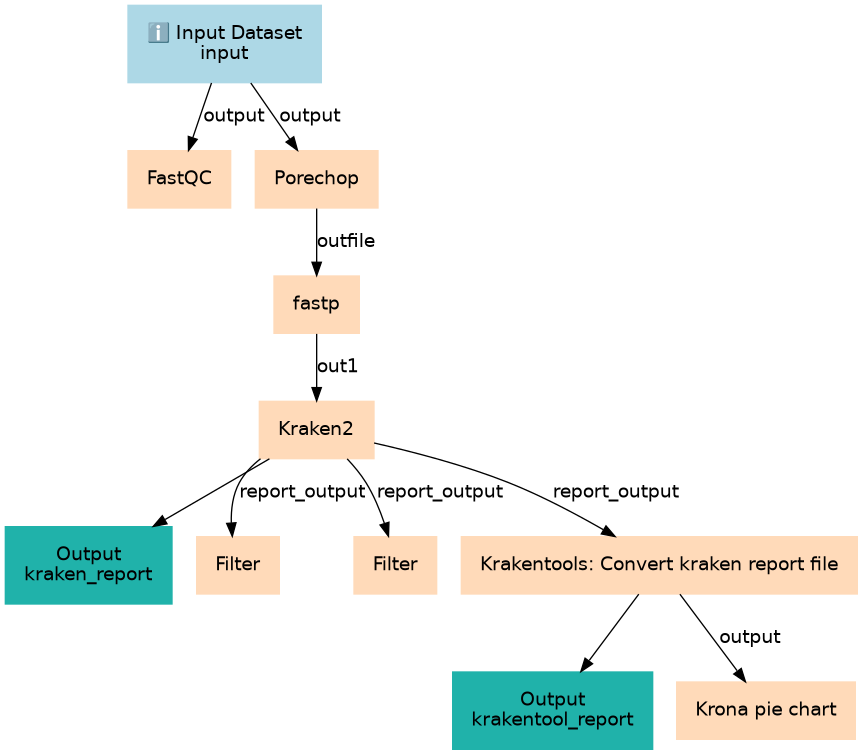 ℹ️ Input Dataset
input
output
output
FastQC
Porechop
outfile
fastp
out1
Kraken2
report_output
report_output
report_output
Output
kraken_report
Filter
Filter
Krakentools: Convert kraken report file
output
Output
krakentool_report
Krona pie chart